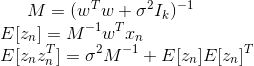 M = (w^T w + σ^2 I_k)^{-1}
E[z_n] = M^{-1} w^T x_n
E[z_n z_n^T] = σ^2 M^{-1} + E[z_n]E[z_n]^T